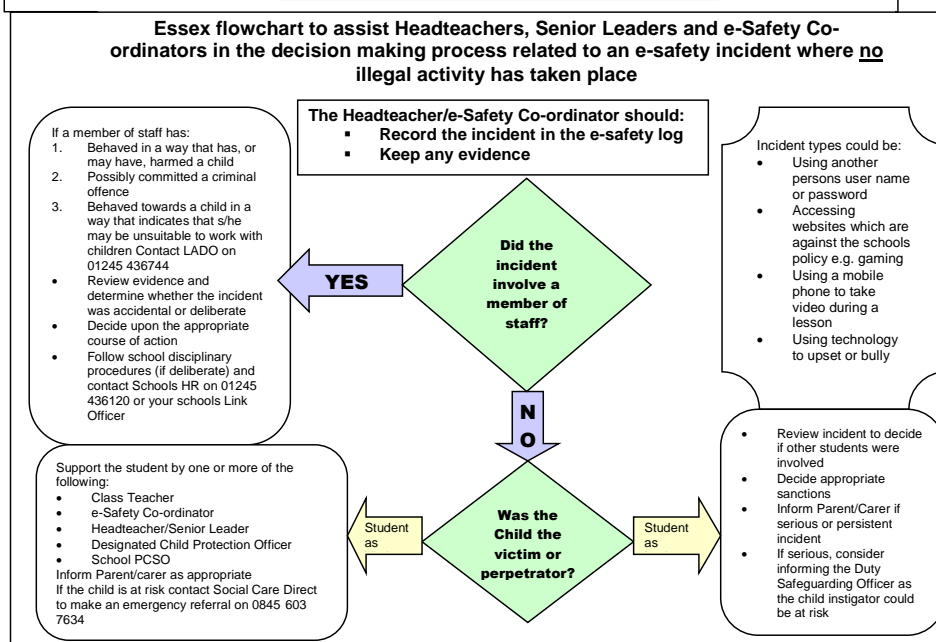 Essex flowchart to assist Headteachers, Senior Leaders and e-Safety Co-
ordinators in the decision making process related to an e-safety incident where no
illegal activity has taken place
The Headteacher/e-Safety Co-ordinator should:
▪ Record the incident in the e-safety log
▪ Keep any evidence
If a member of staff has:
1. Behaved in a way that has, or
may have, harmed a child
2. Possibly committed a criminal
offence
3. Behaved towards a child in a
way that indicates that s/he
may be unsuitable to work with
children Contact LADO on
01245 436744
• Review evidence and
determine whether the incident
was accidental or deliberate
• Decide upon the appropriate
course of action
• Follow school disciplinary
procedures (if deliberate) and
contact Schools HR on 01245
436120 or your schools Link
Officer
YES
Did the
incident
involve a
member of
staff?
Incident types could be:
• Using another
persons user name
or password
• Accessing
websites which are
against the schools
policy e.g. gaming
• Using a mobile
phone to take
video during a
lesson
• Using technology
to upset or bully
N
O
Support the student by one or more of the
following:
• Class Teacher
• e-Safety Co-ordinator
• Headteacher/Senior Leader
• Designated Child Protection Officer
• School PCSO
Inform Parent/carer as appropriate
If the child is at risk contact Social Care Direct
to make an emergency referral on 0845 603
7634
Student
as
Was the
Child the
victim or
perpetrator?
Student
as
• Review incident to decide
if other students were
involved
• Decide appropriate
sanctions
• Inform Parent/Carer if
serious or persistent
incident
• If serious, consider
informing the Duty
Safeguarding Officer as
the child instigator could
be at risk